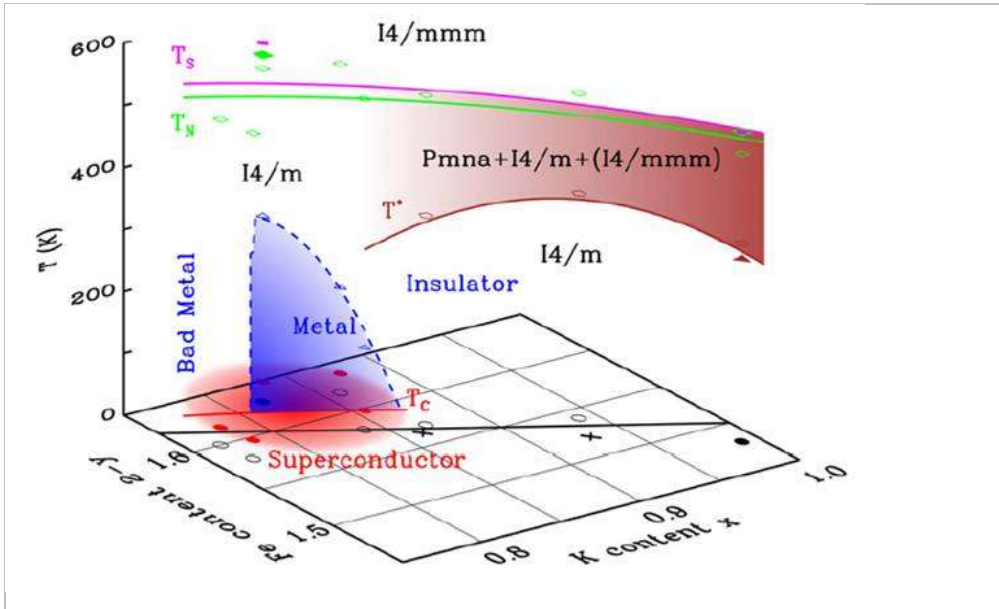 I4/mmm
600
T_S
T_N
400
I4/m
Pmna+I4/m+(I4/mmm)
T*
I4/m
T (K)
200
Insulator
Bad Metal
Metal
0
T_C
Superconductor
1.6
Fe content 2-y
1.5
0.8
0.9
1.0
K content x